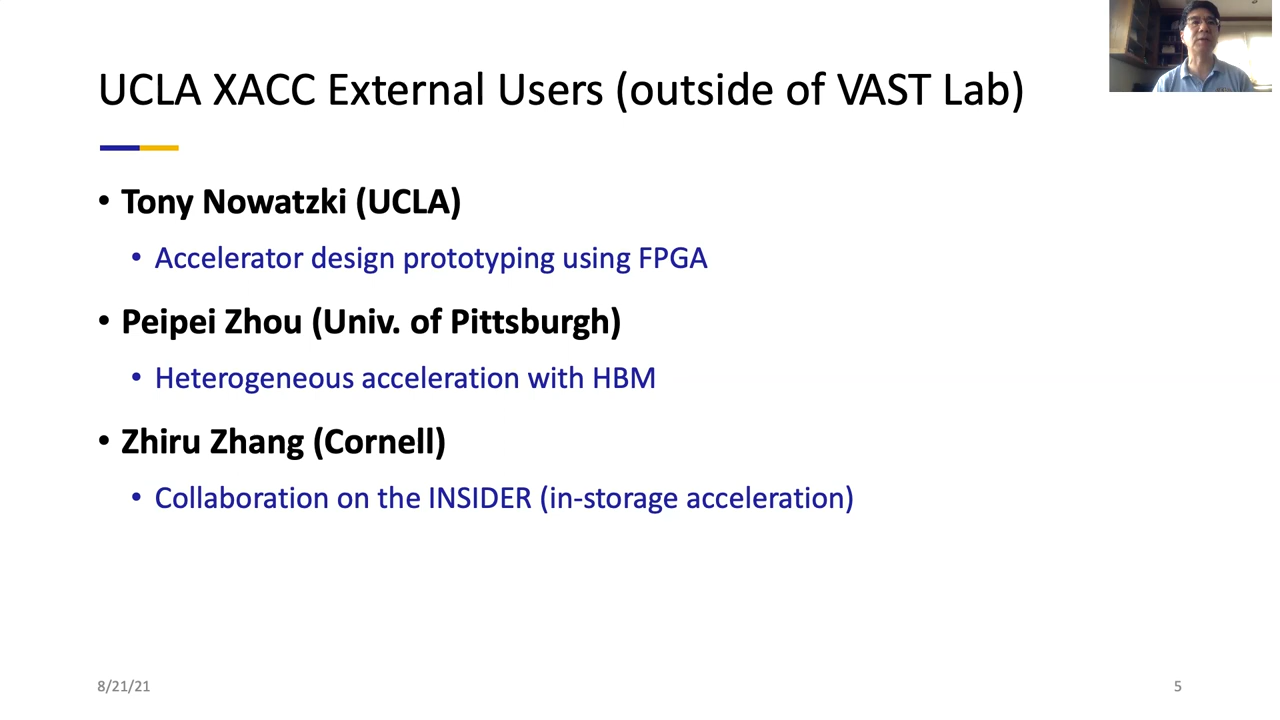 UCLA XACC External Users (outside of VAST Lab)
• Tony Nowatzki (UCLA)
• Accelerator design prototyping using FPGA
• Peipei Zhou (Univ. of Pittsburgh)
• Heterogeneous acceleration with HBM
• Zhiru Zhang (Cornell)
• Collaboration on the INSIDER (in-storage acceleration)
8/21/21
5